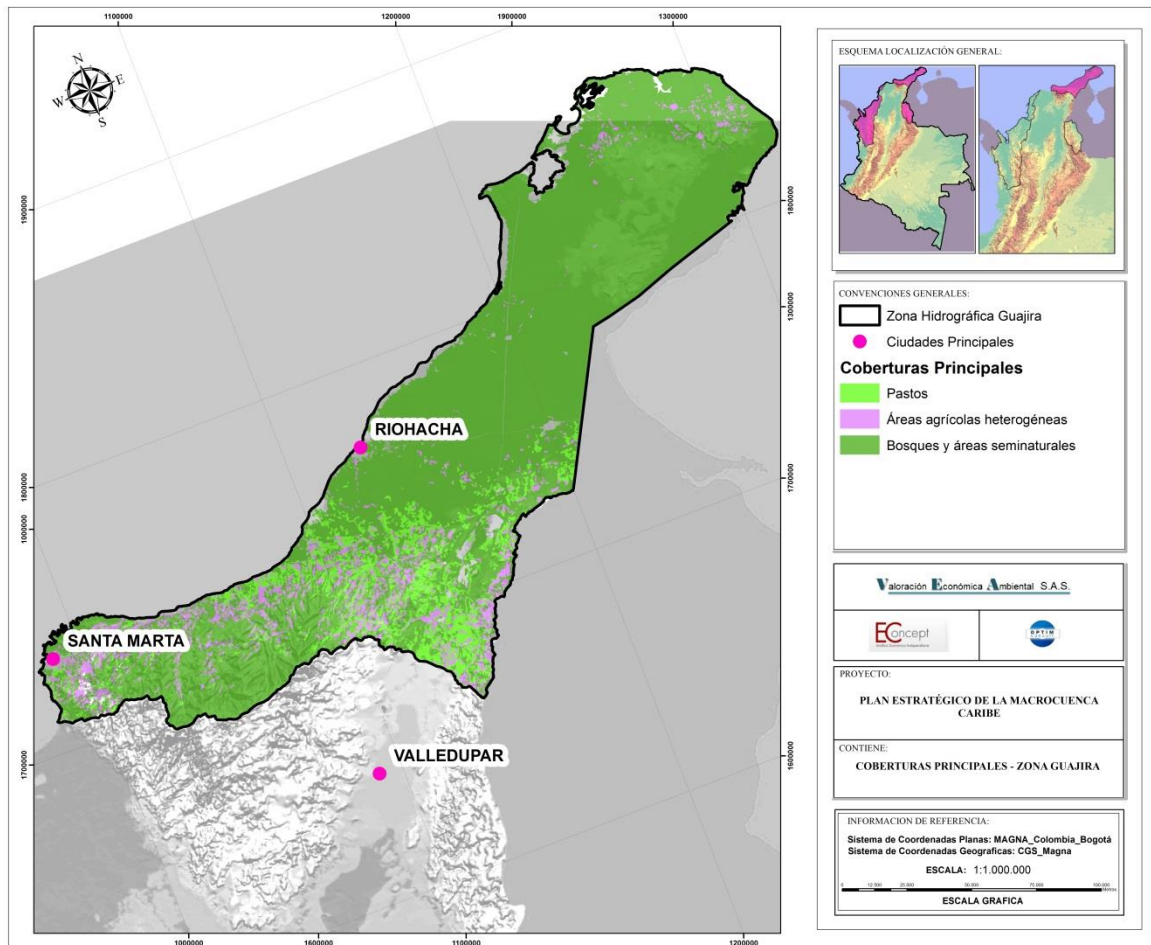 1100000
1200000
1900000
1300000
N
W
E
S
1900000
1800000
1300000
1800000
1700000
1000000
1700000
1600000
1000000
1600000
1100000
1200000
RIOHACHA
SANTA MARTA
VALLEDUPAR
ESQUEMA LOCALIZACIÓN GENERAL:
CONVENCIONES GENERALES:
Zona Hidrográfica Guajira
Ciudades Principales
Coberturas Principales
Pastos
Áreas agrícolas heterogéneas
Bosques y áreas seminaturales
Valoración Económica Ambiental S.A.S.
EConcept
OPTIM
PROYECTO:
PLAN ESTRATÉGICO DE LA MACROCUENCA
CARIBE
CONTIENE:
COBERTURAS PRINCIPALES - ZONA GUAJIRA
INFORMACION DE REFERENCIA:
Sistema de Coordenadas Planas: MAGNA_Colombia_Bogotá
Sistema de Coordenadas Geograficas: CGS_Magna
ESCALA: 1:1.000.000
ESCALA GRAFICA